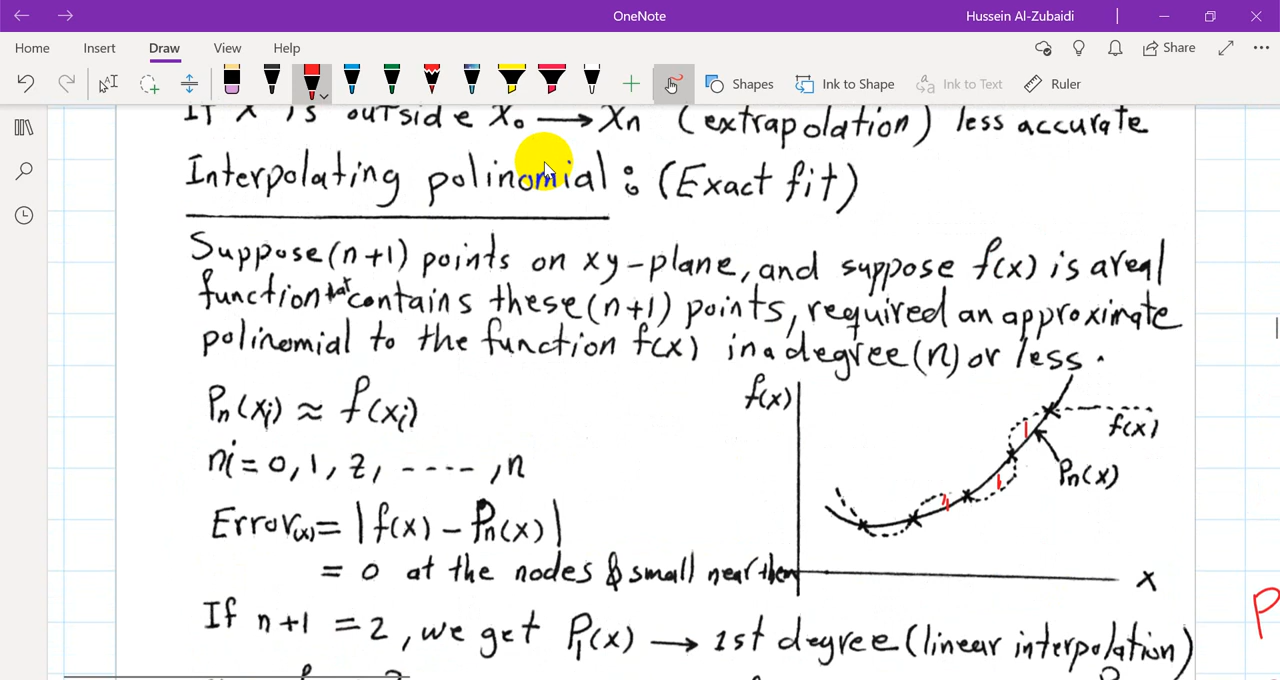 OneNote
Hussein Al-Zubaidi
Home Insert Draw View Help
Share
Shapes
Ink to Shape
Ink to Text
Ruler
If x is outside X₀ → Xn (extrapolation) less accurate
Interpolating polinomial : (Exact fit)
Suppose (n+1) points on xy-plane, and suppose f(x) is a real
function that contains these (n+1) points, required an approximate
polinomial to the function f(x) in a degree (n) or less.
Pn(xi) ≈ f(xi)
ni = 0, 1, 2, ----, n
Error(x) = |f(x) - Pn(x)|
= 0 at the nodes & small near them
f(x)
f(x)
Pn(x)
X
P
If n+1 = 2, we get P₁(x) → 1st degree (linear interpolation)